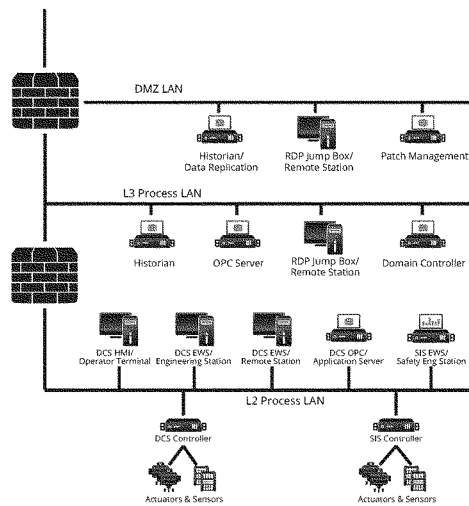 DMZ LAN
Historian/
Data Replication
RDP Jump Box/
Remote Station
Patch Management
L3 Process LAN
Historian
OPC Server
RDP Jump Box/
Remote Station
Domain Controller
DCS HMI/
Operator Terminal
DCS EWS/
Engineering Station
DCS EWS/
Remote Station
DCS OPC/
Application Server
SIS EWS/
Safety Eng Station
L2 Process LAN
DCS Controller
SIS Controller
Actuators & Sensors
Actuators & Sensors